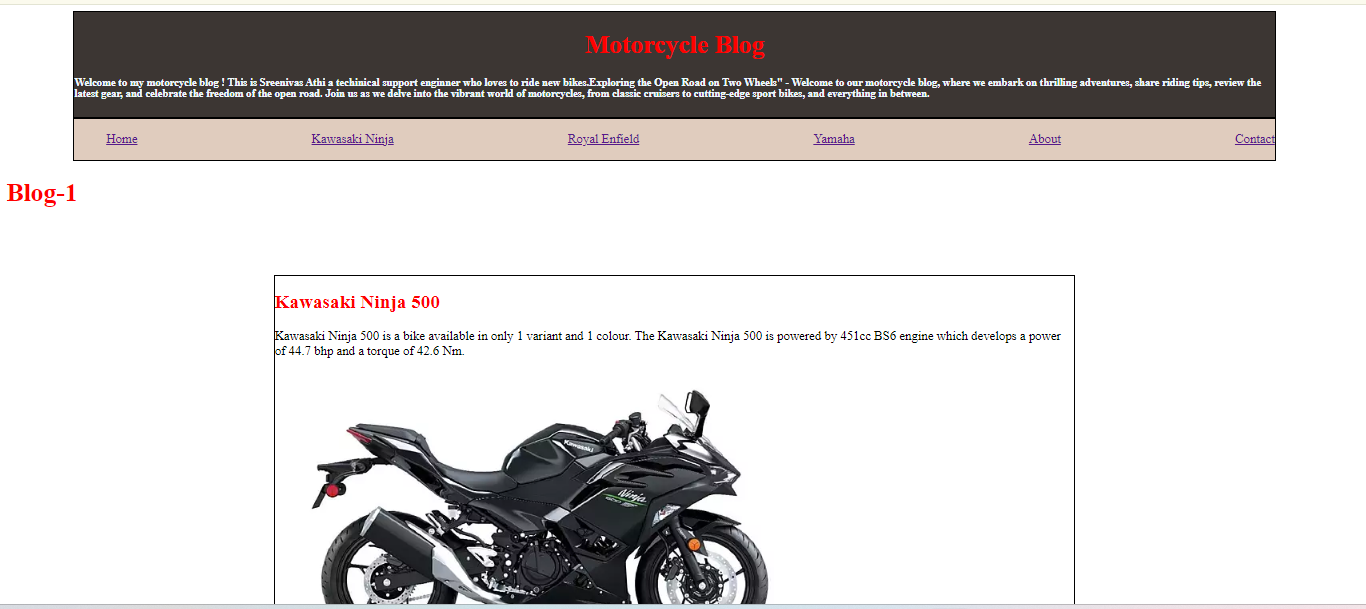 Motorcycle Blog
Welcome to my motorcycle blog ! This is Sreenivas Athi a techinical support enginner who loves to ride new bikes.Exploring the Open Road on Two Wheels" - Welcome to our motorcycle blog, where we embark on thrilling adventures, share riding tips, review the
latest gear, and celebrate the freedom of the open road. Join us as we delve into the vibrant world of motorcycles, from classic cruisers to cutting-edge sport bikes, and everything in between.
Home Kawasaki Ninja Royal Enfield Yamaha About Contact
Blog-1
Kawasaki Ninja 500
Kawasaki Ninja 500 is a bike available in only 1 variant and 1 colour. The Kawasaki Ninja 500 is powered by 451cc BS6 engine which develops a power
of 44.7 bhp and a torque of 42.6 Nm.
Kawasaki
Ninja